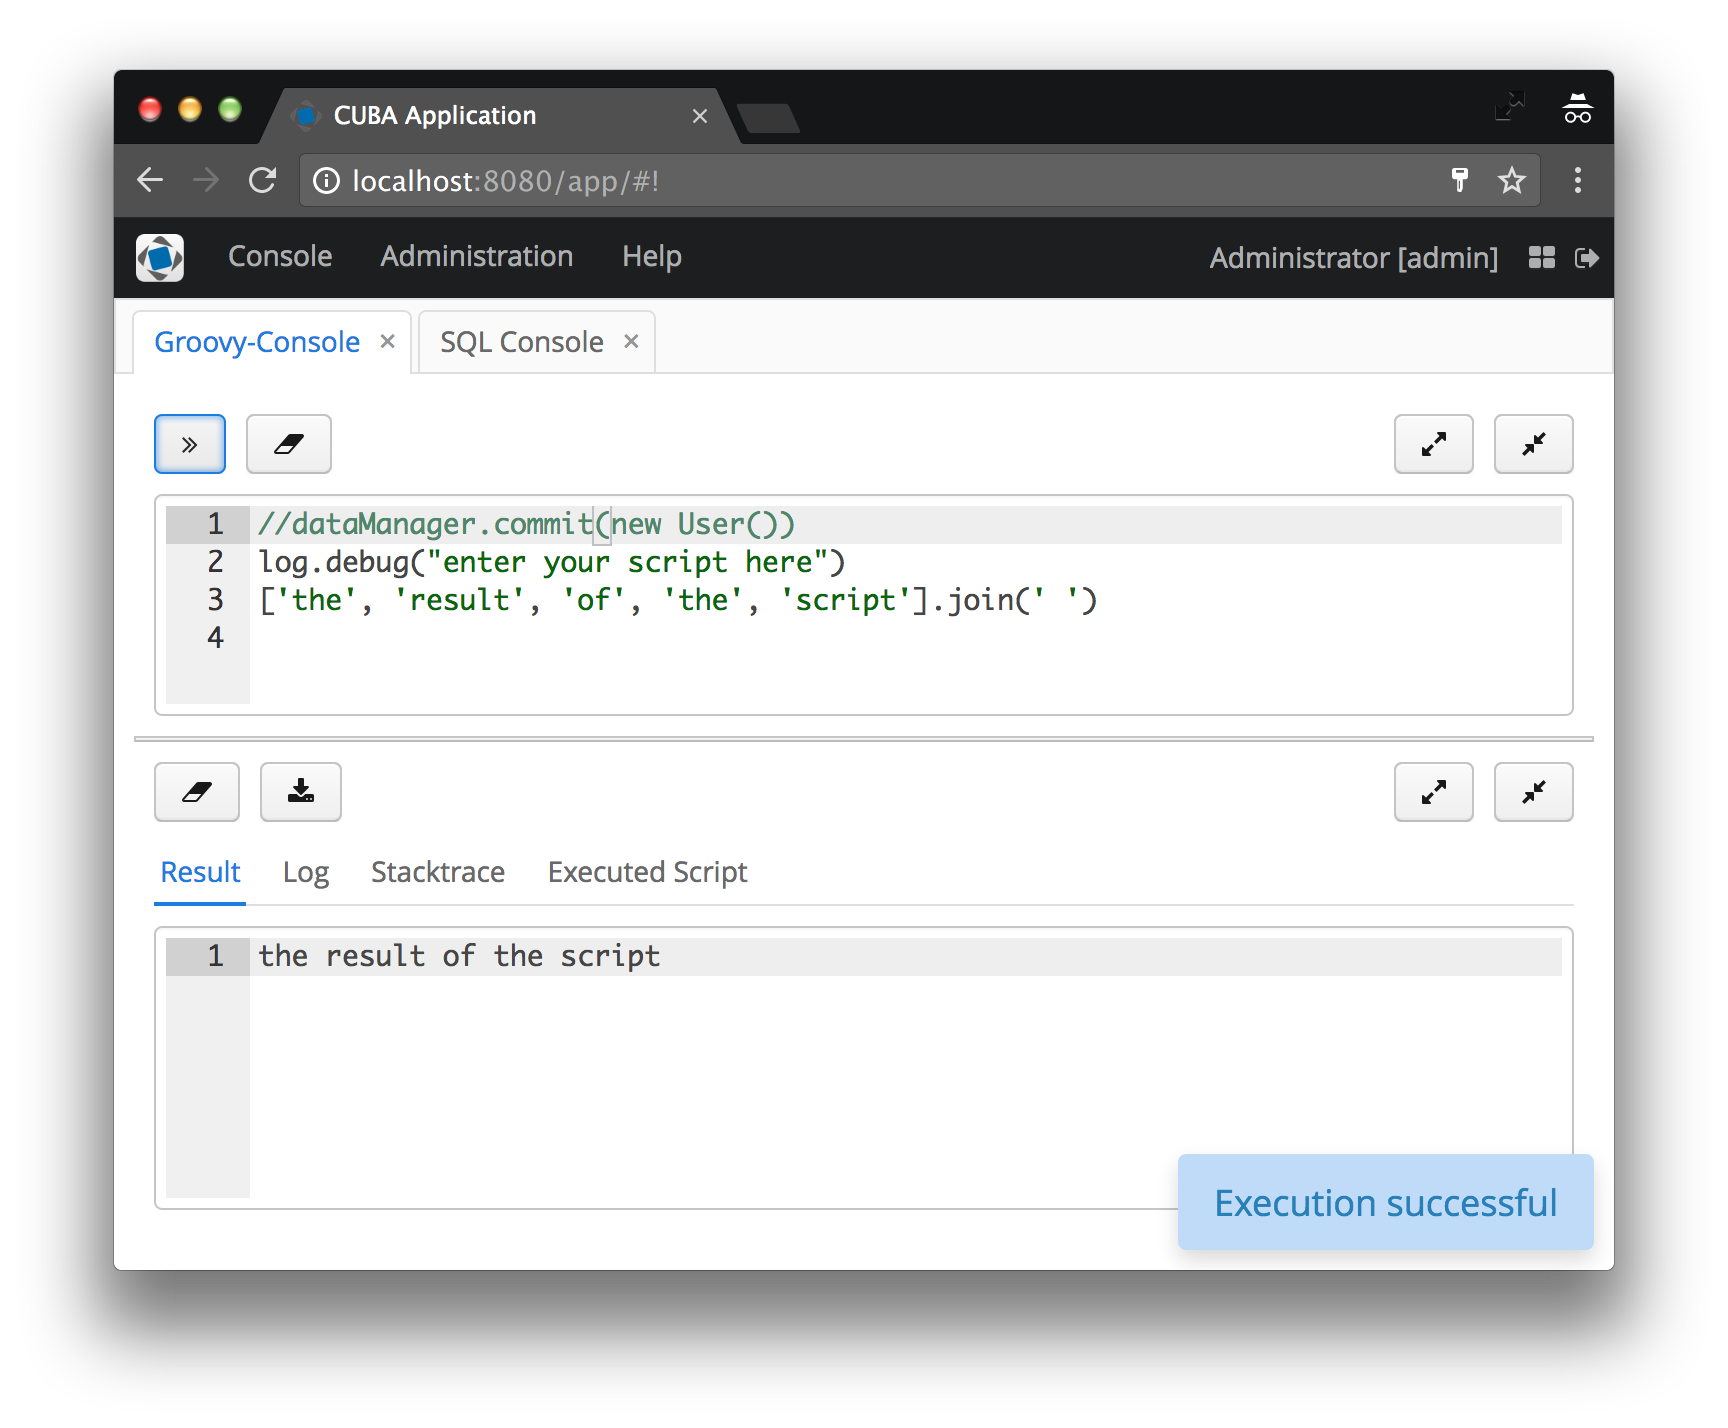 CUBA Application
localhost:8080/app/#!
Console Administration Help Administrator [admin]
Groovy-Console SQL Console
1 //dataManager.commit(new User())
2 log.debug("enter your script here")
3 ['the', 'result', 'of', 'the', 'script'].join(' ')
4
Result Log Stacktrace Executed Script
1 the result of the script
Execution successful